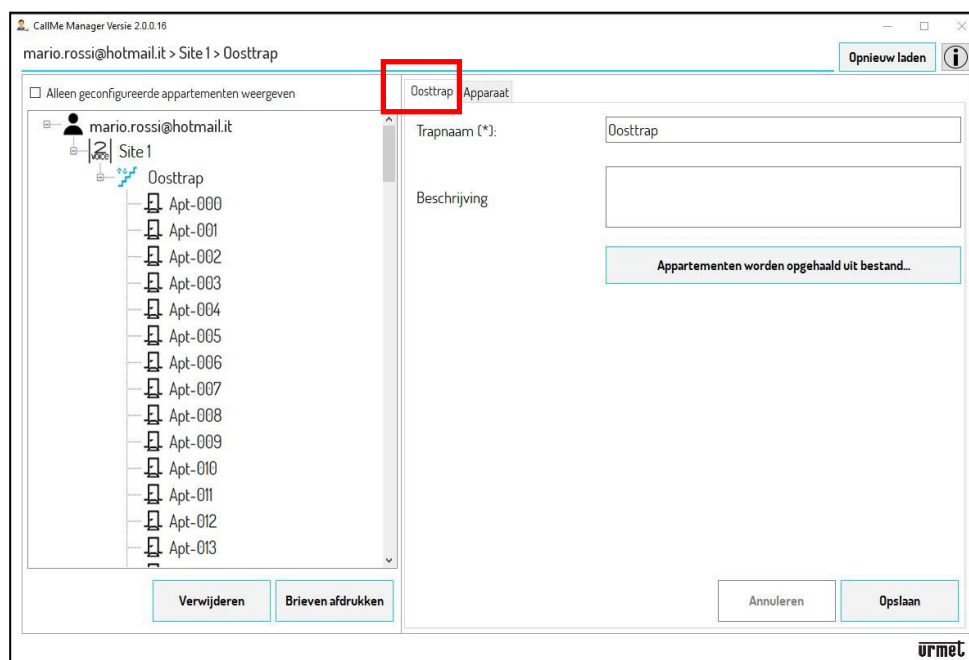 CallMe Manager Versie 2.0.0.16
mario.rossi@hotmail.it > Site 1 > Oosttrap
Opnieuw laden
i
Alleen geconfigureerde appartementen weergeven
mario.rossi@hotmail.it
2 voice Site 1
Oosttrap
Apt-000
Apt-001
Apt-002
Apt-003
Apt-004
Apt-005
Apt-006
Apt-007
Apt-008
Apt-009
Apt-010
Apt-011
Apt-012
Apt-013
Verwijderen
Brieven afdrukken
Oosttrap Apparaat
Trapnaam (*): Oosttrap
Beschrijving
Appartementen worden opgehaald uit bestand...
Annuleren
Opslaan
urmet